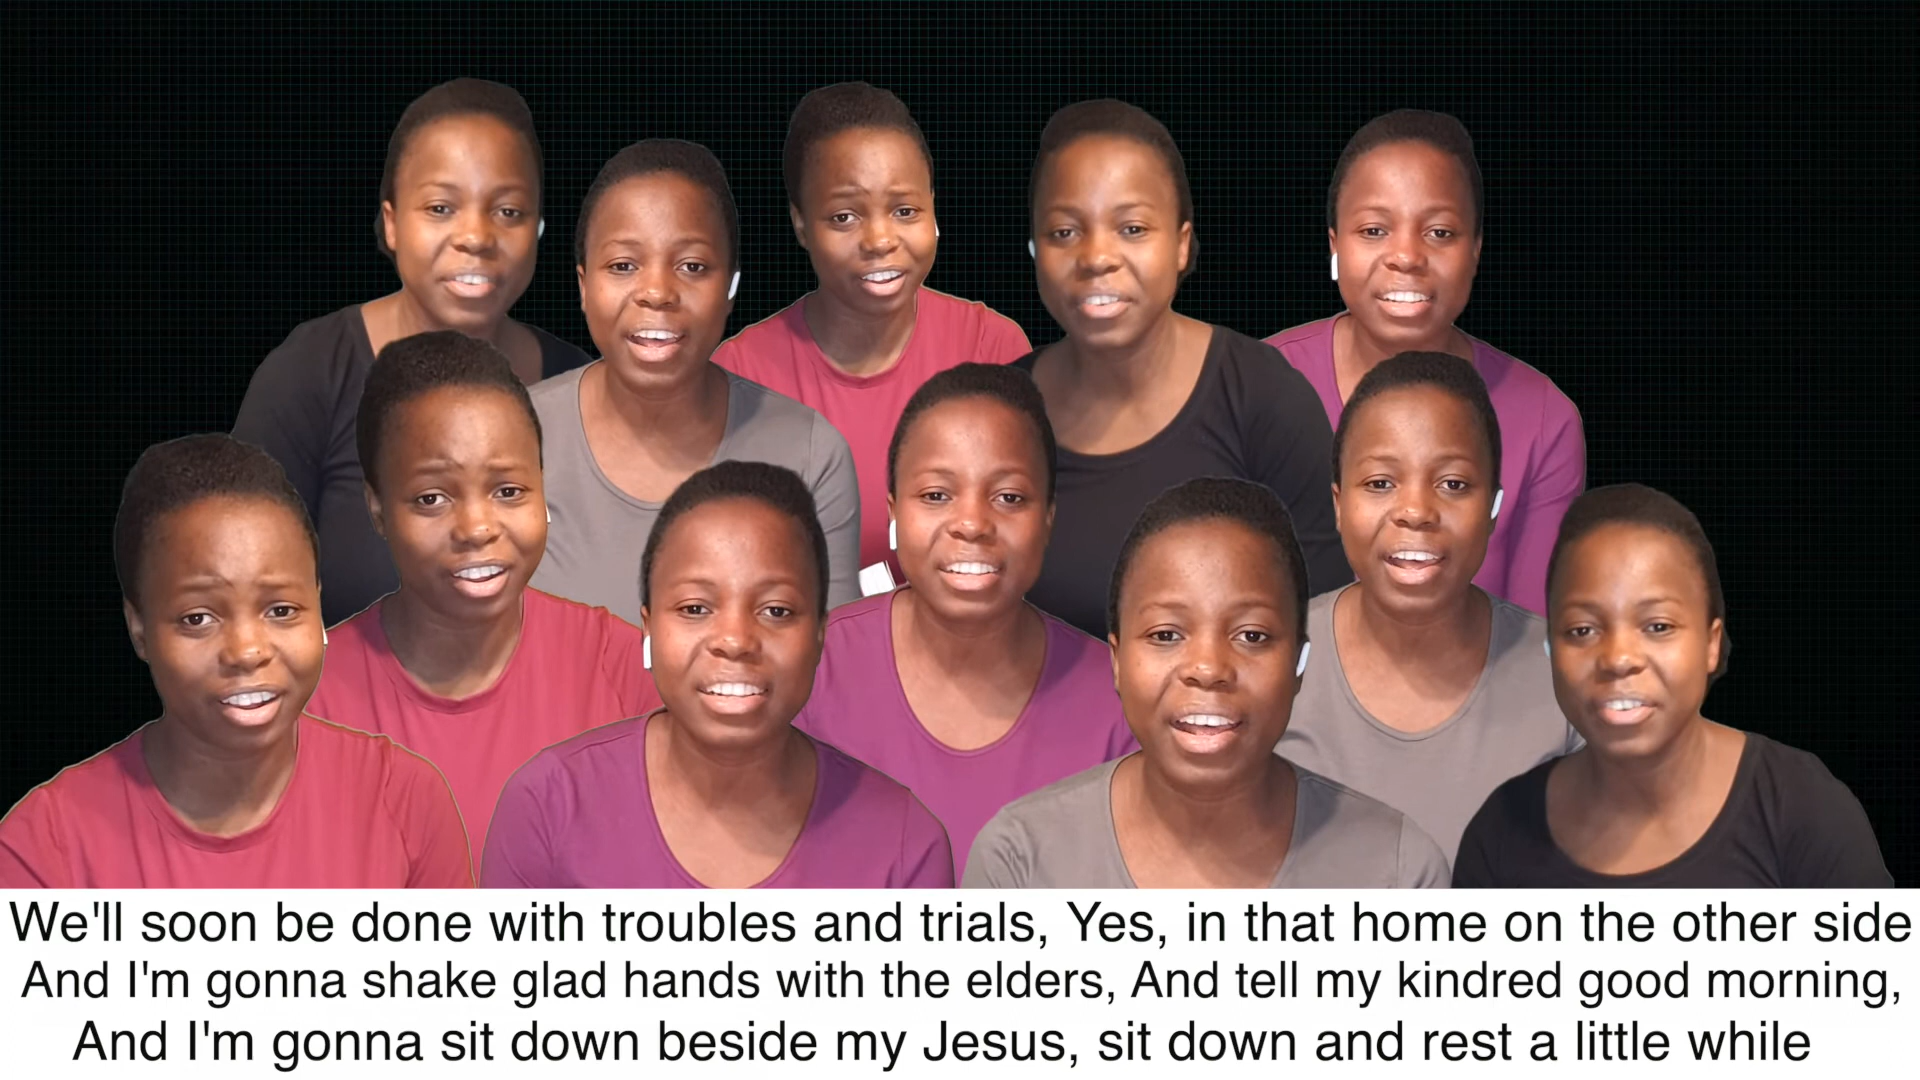 We'll soon be done with troubles and trials, Yes, in that home on the other side
And I'm gonna shake glad hands with the elders, And tell my kindred good morning,
And I'm gonna sit down beside my Jesus, sit down and rest a little while